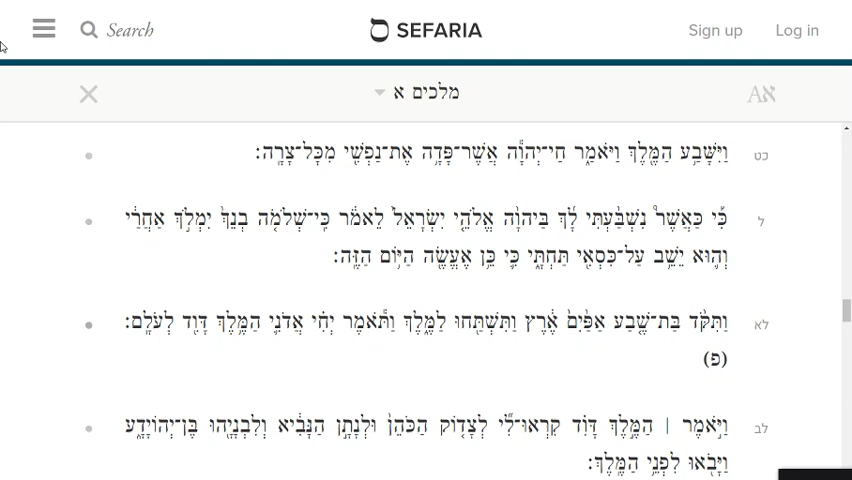 Search
SEFARIA
Sign up
Log in
מלכים א
Aא
כט
וַיִּשָּׁבַ֥ע הַמֶּ֖לֶךְ וַיֹּאמַ֑ר חַי־יְהֹוָ֕ה אֲשֶׁר־פָּדָ֥ה אֶת־נַפְשִׁ֖י מִכׇּל־צָרָֽה׃
ל
כִּ֡י כַּאֲשֶׁר֩ נִשְׁבַּ֨עְתִּי לָ֜ךְ בַּיהֹוָ֨ה אֱלֹהֵ֤י יִשְׂרָאֵל֙ לֵאמֹ֔ר כִּֽי־שְׁלֹמֹ֤ה בְנֵךְ֙ יִמְלֹ֣ךְ אַחֲרַ֔י
וְה֛וּא יֵשֵׁ֥ב עַל־כִּסְאִ֖י תַּחְתָּ֑י כִּ֛י כֵּ֥ן אֶעֱשֶׂ֖ה הַיּ֥וֹם הַזֶּֽה׃
לא
וַתִּקֹּ֨ד בַּת־שֶׁ֤בַע אַפַּ֙יִם֙ אֶ֔רֶץ וַתִּשְׁתַּ֖חוּ לַמֶּ֑לֶךְ וַתֹּ֕אמֶר יְחִ֗י אֲדֹנִ֛י הַמֶּ֥לֶךְ דָּוִ֖ד לְעֹלָֽם׃
(פ)
לב
וַיֹּ֣אמֶר ׀ הַמֶּ֣לֶךְ דָּוִ֗ד קִרְאוּ־לִ֞י לְצָד֤וֹק הַכֹּהֵן֙ וּלְנָתָ֣ן הַנָּבִ֔יא וְלִבְנָיָ֖הוּ בֶּן־יְהוֹיָדָ֑ע
וַיָּבֹ֖אוּ לִפְנֵ֥י הַמֶּֽלֶךְ׃